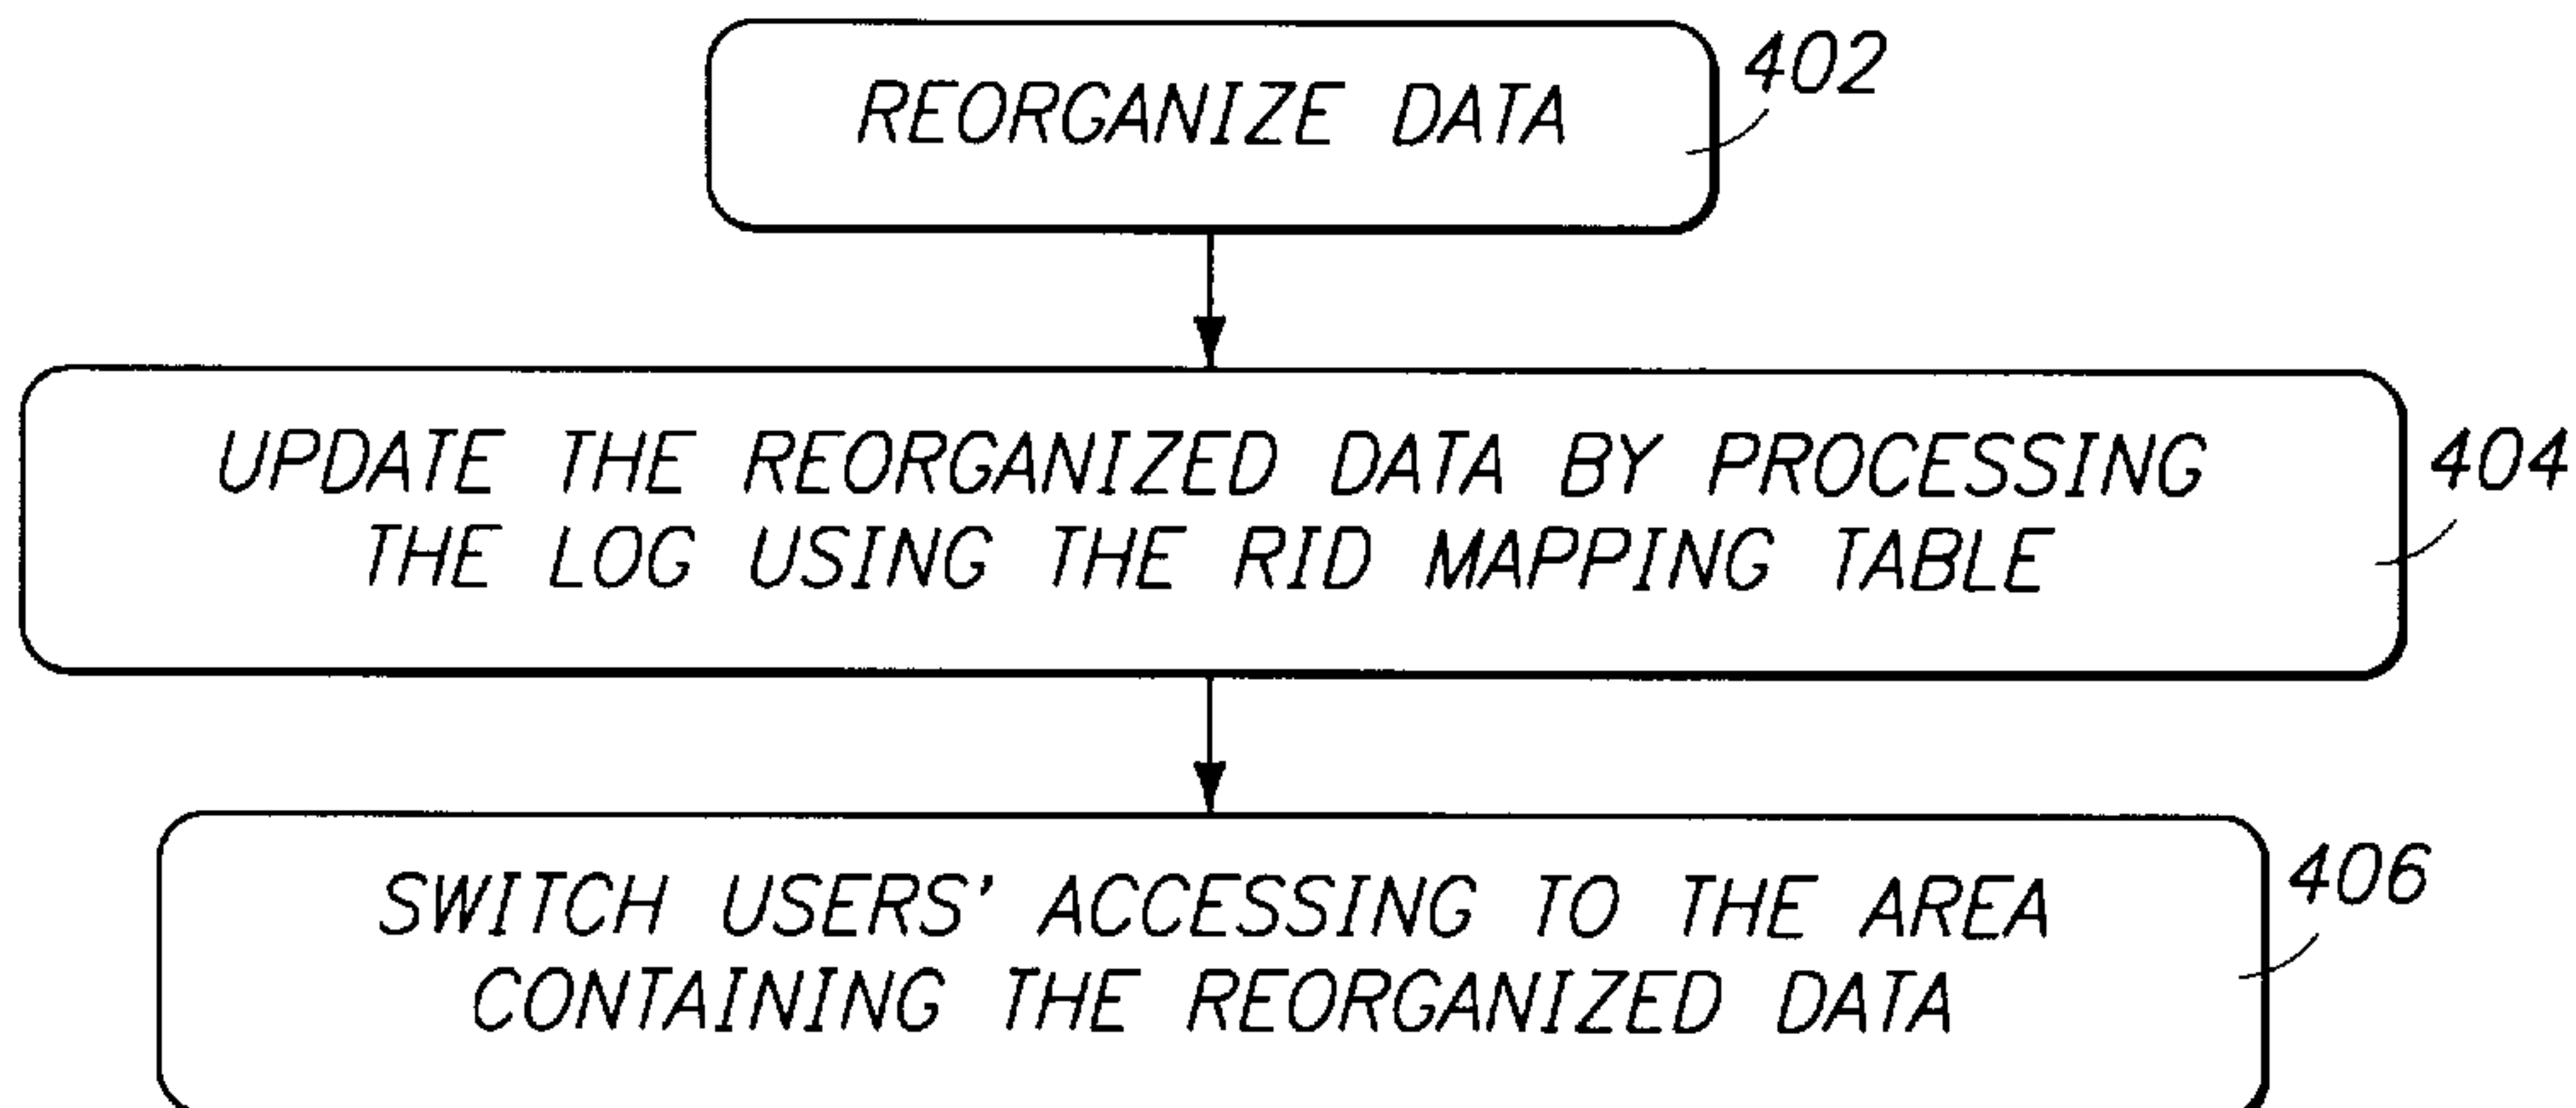 REORGANIZE DATA
402
UPDATE THE REORGANIZED DATA BY PROCESSING
THE LOG USING THE RID MAPPING TABLE
404
SWITCH USERS' ACCESSING TO THE AREA
CONTAINING THE REORGANIZED DATA
406